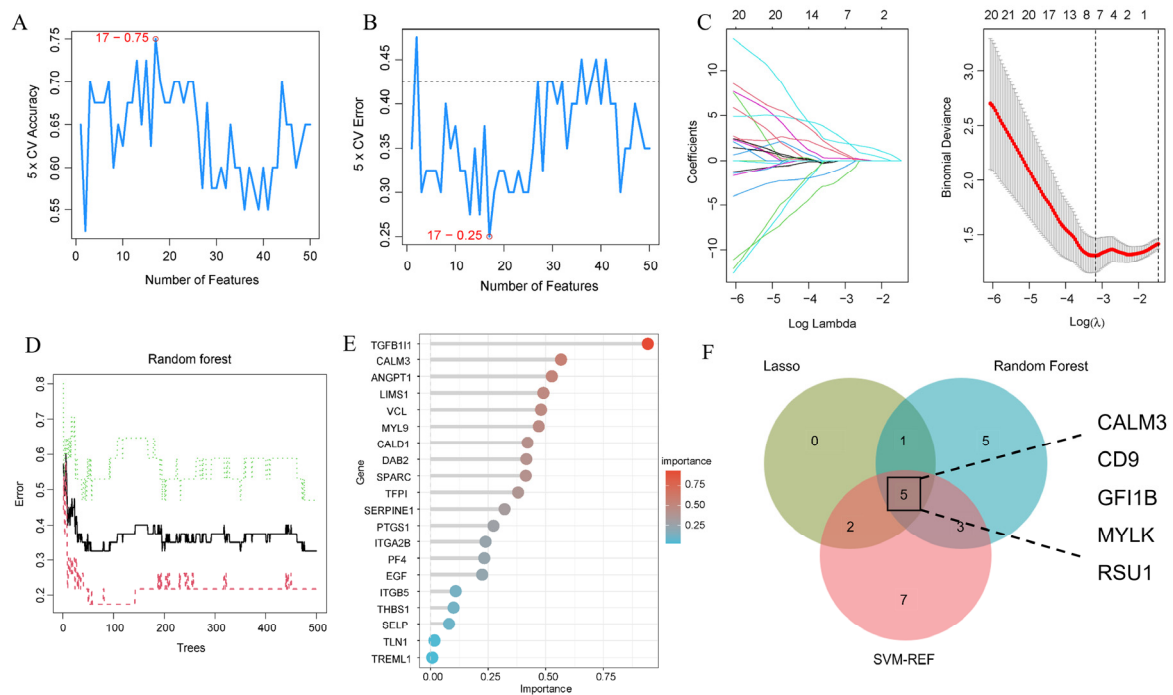 A
5 x CV Accuracy
0.75
0.70
0.65
0.60
0.55
17 − 0.75
0 10 20 30 40 50
Number of Features
B
5 x CV Error
0.45
0.40
0.35
0.30
0.25
17 − 0.25
0 10 20 30 40 50
Number of Features
C
20 20 14 7 2
Coefficients
10
5
0
−5
−10
−6 −5 −4 −3 −2
Log Lambda
20 21 20 17 13 8 7 4 2 1
Binomial Deviance
3.0
2.5
2.0
1.5
−6 −5 −4 −3 −2
Log(λ)
D
Random forest
Error
0.8
0.7
0.6
0.5
0.4
0.3
0.2
0 100 200 300 400 500
Trees
E
Gene
TGFB1I1
CALM3
ANGPT1
LIMS1
VCL
MYL9
CALD1
DAB2
SPARC
TFPI
SERPINE1
PTGS1
ITGA2B
PF4
EGF
ITGB5
THBS1
SELP
TLN1
TREML1
0.00 0.25 0.50 0.75
Importance
importance
0.75
0.50
0.25
F
Lasso
Random Forest
0
1
5
5
2
3
7
SVM-REF
CALM3
CD9
GFI1B
MYLK
RSU1